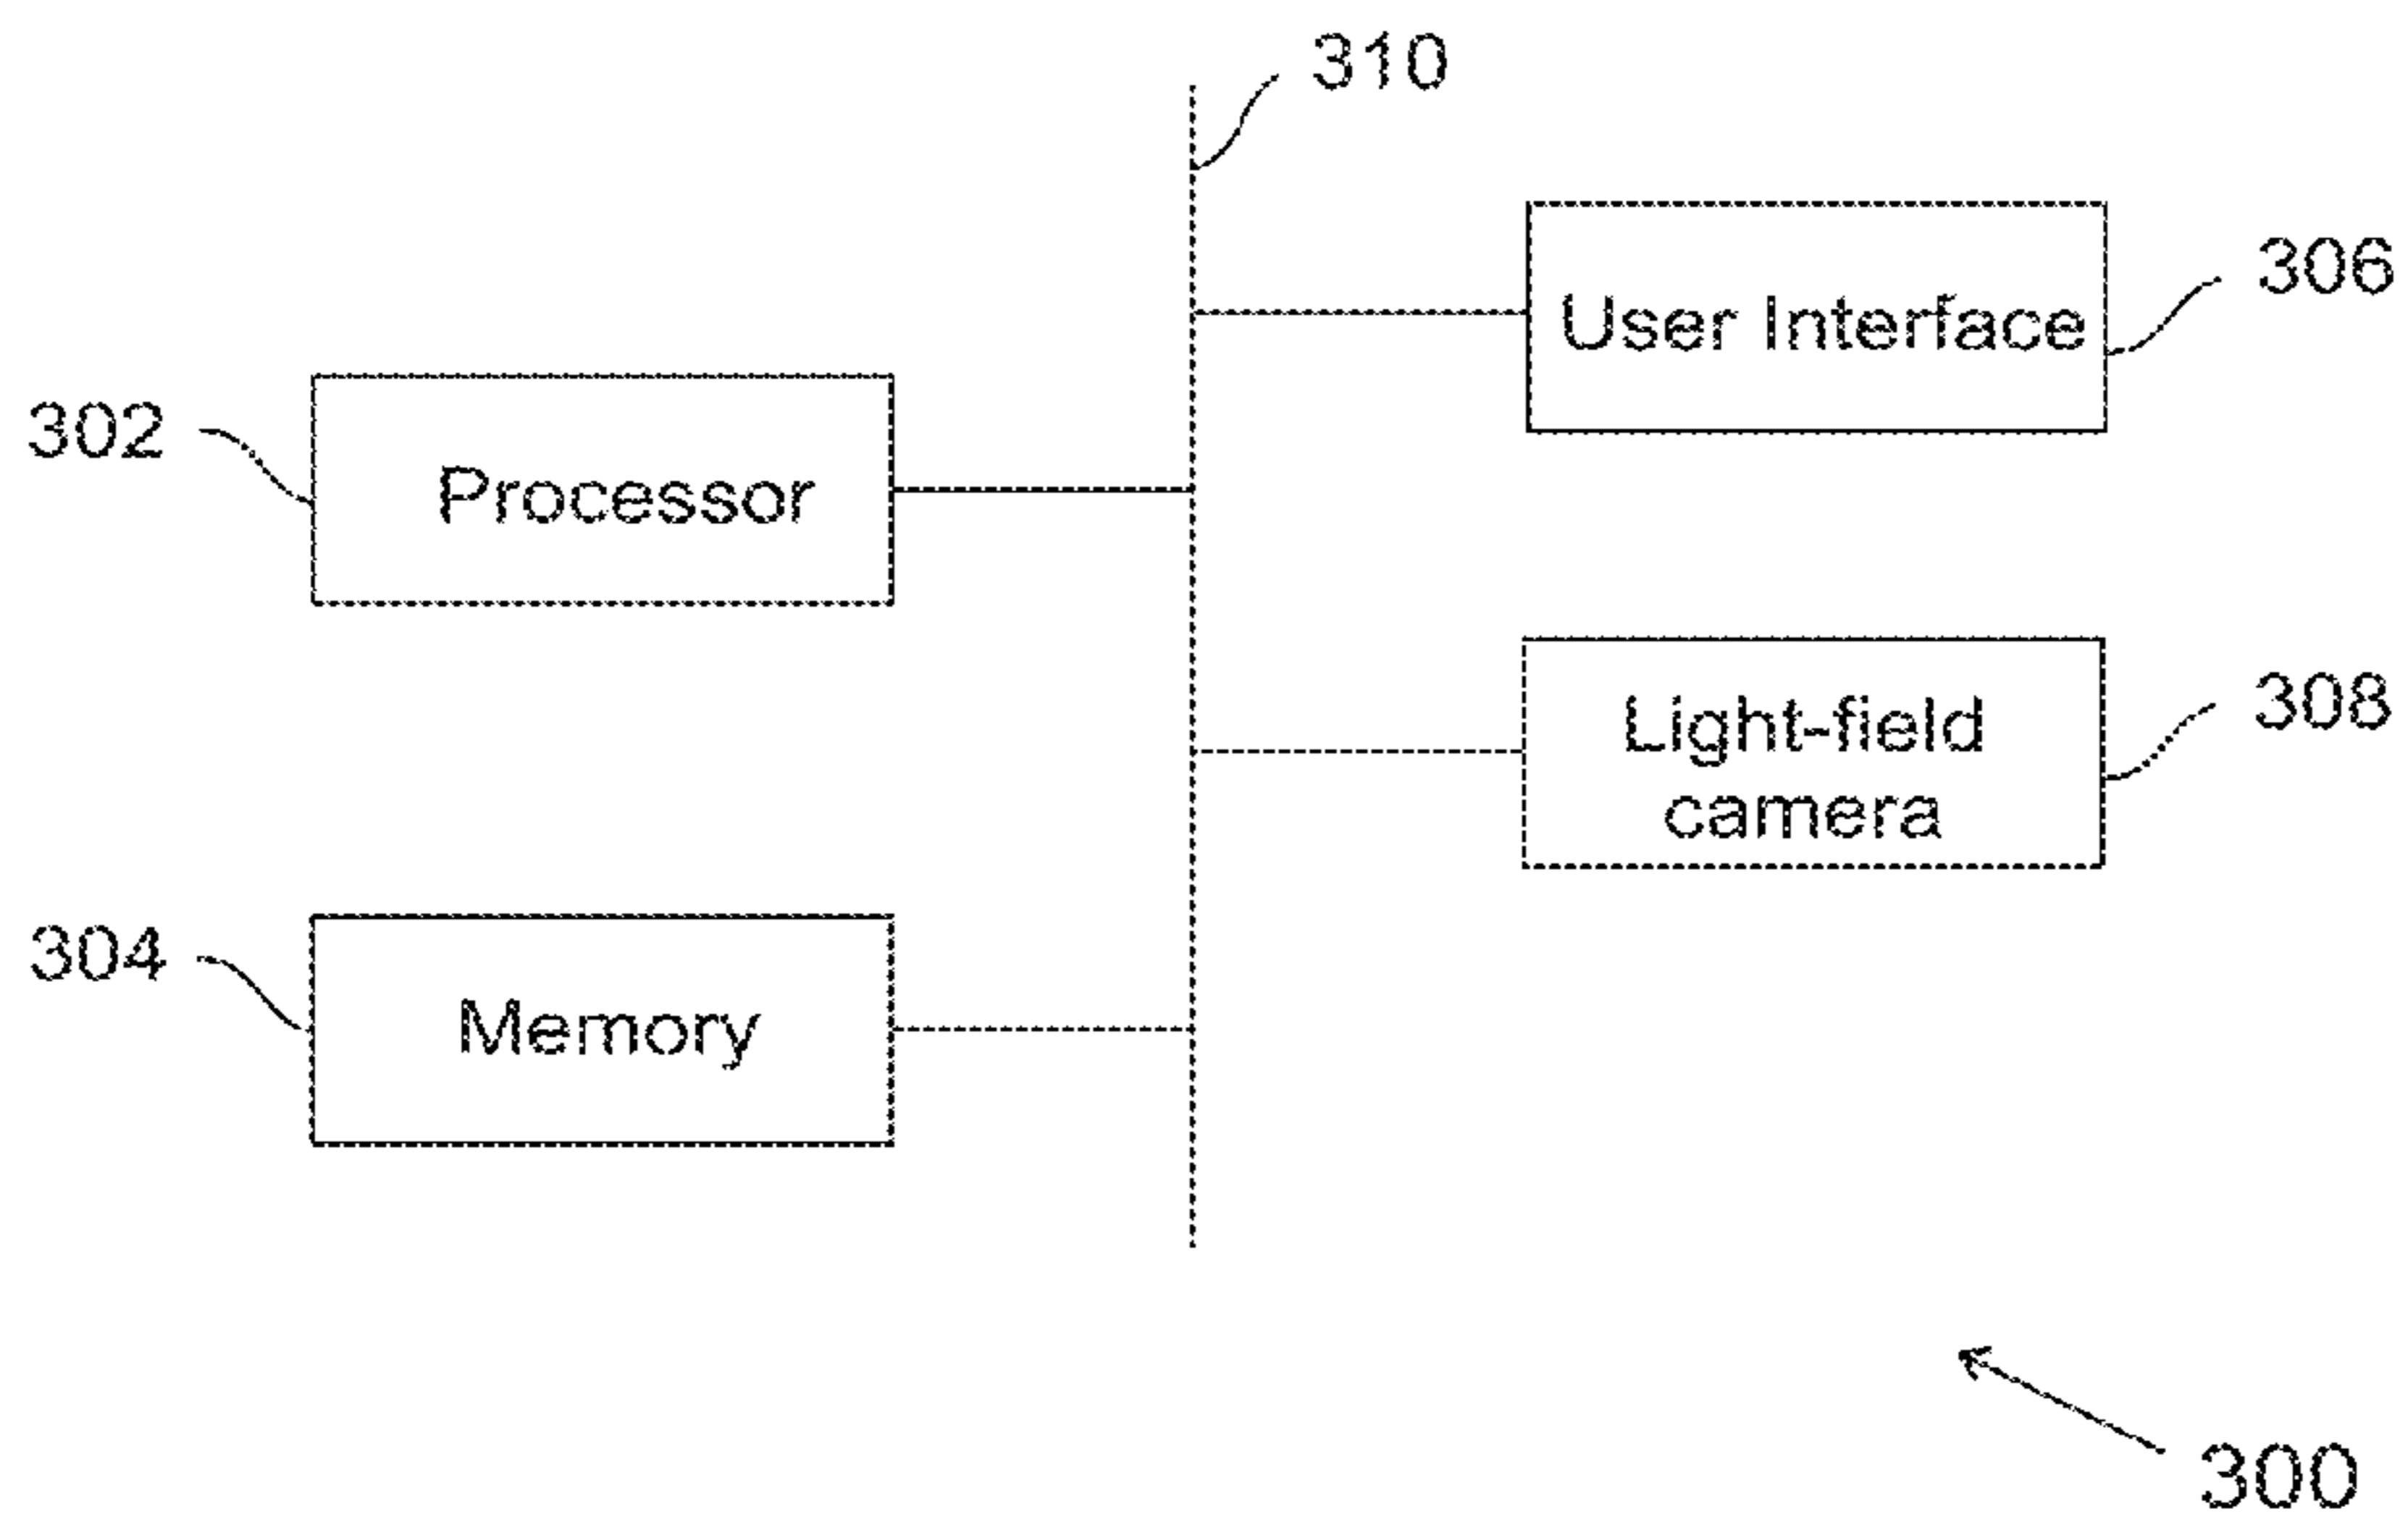 310
306
User Interface
302
Processor
308
Light-field
camera
304
Memory
300